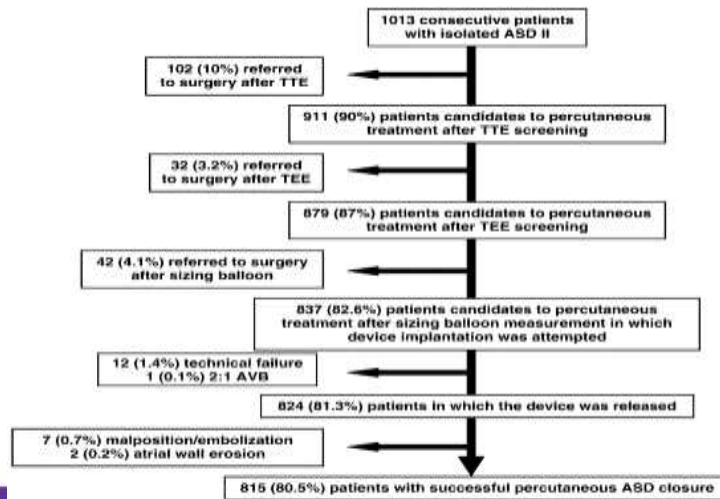 1013 consecutive patients
with isolated ASD II
102 (10%) referred
to surgery after TTE
911 (90%) patients candidates to percutaneous
treatment after TTE screening
32 (3.2%) referred
to surgery after TEE
879 (87%) patients candidates to percutaneous
treatment after TEE screening
42 (4.1%) referred to surgery
after sizing balloon
837 (82.6%) patients candidates to percutaneous
treatment after sizing balloon measurement in which
device implantation was attempted
12 (1.4%) technical failure
1 (0.1%) 2:1 AVB
824 (81.3%) patients in which the device was released
7 (0.7%) malposition/embolization
2 (0.2%) atrial wall erosion
815 (80.5%) patients with successful percutaneous ASD closure